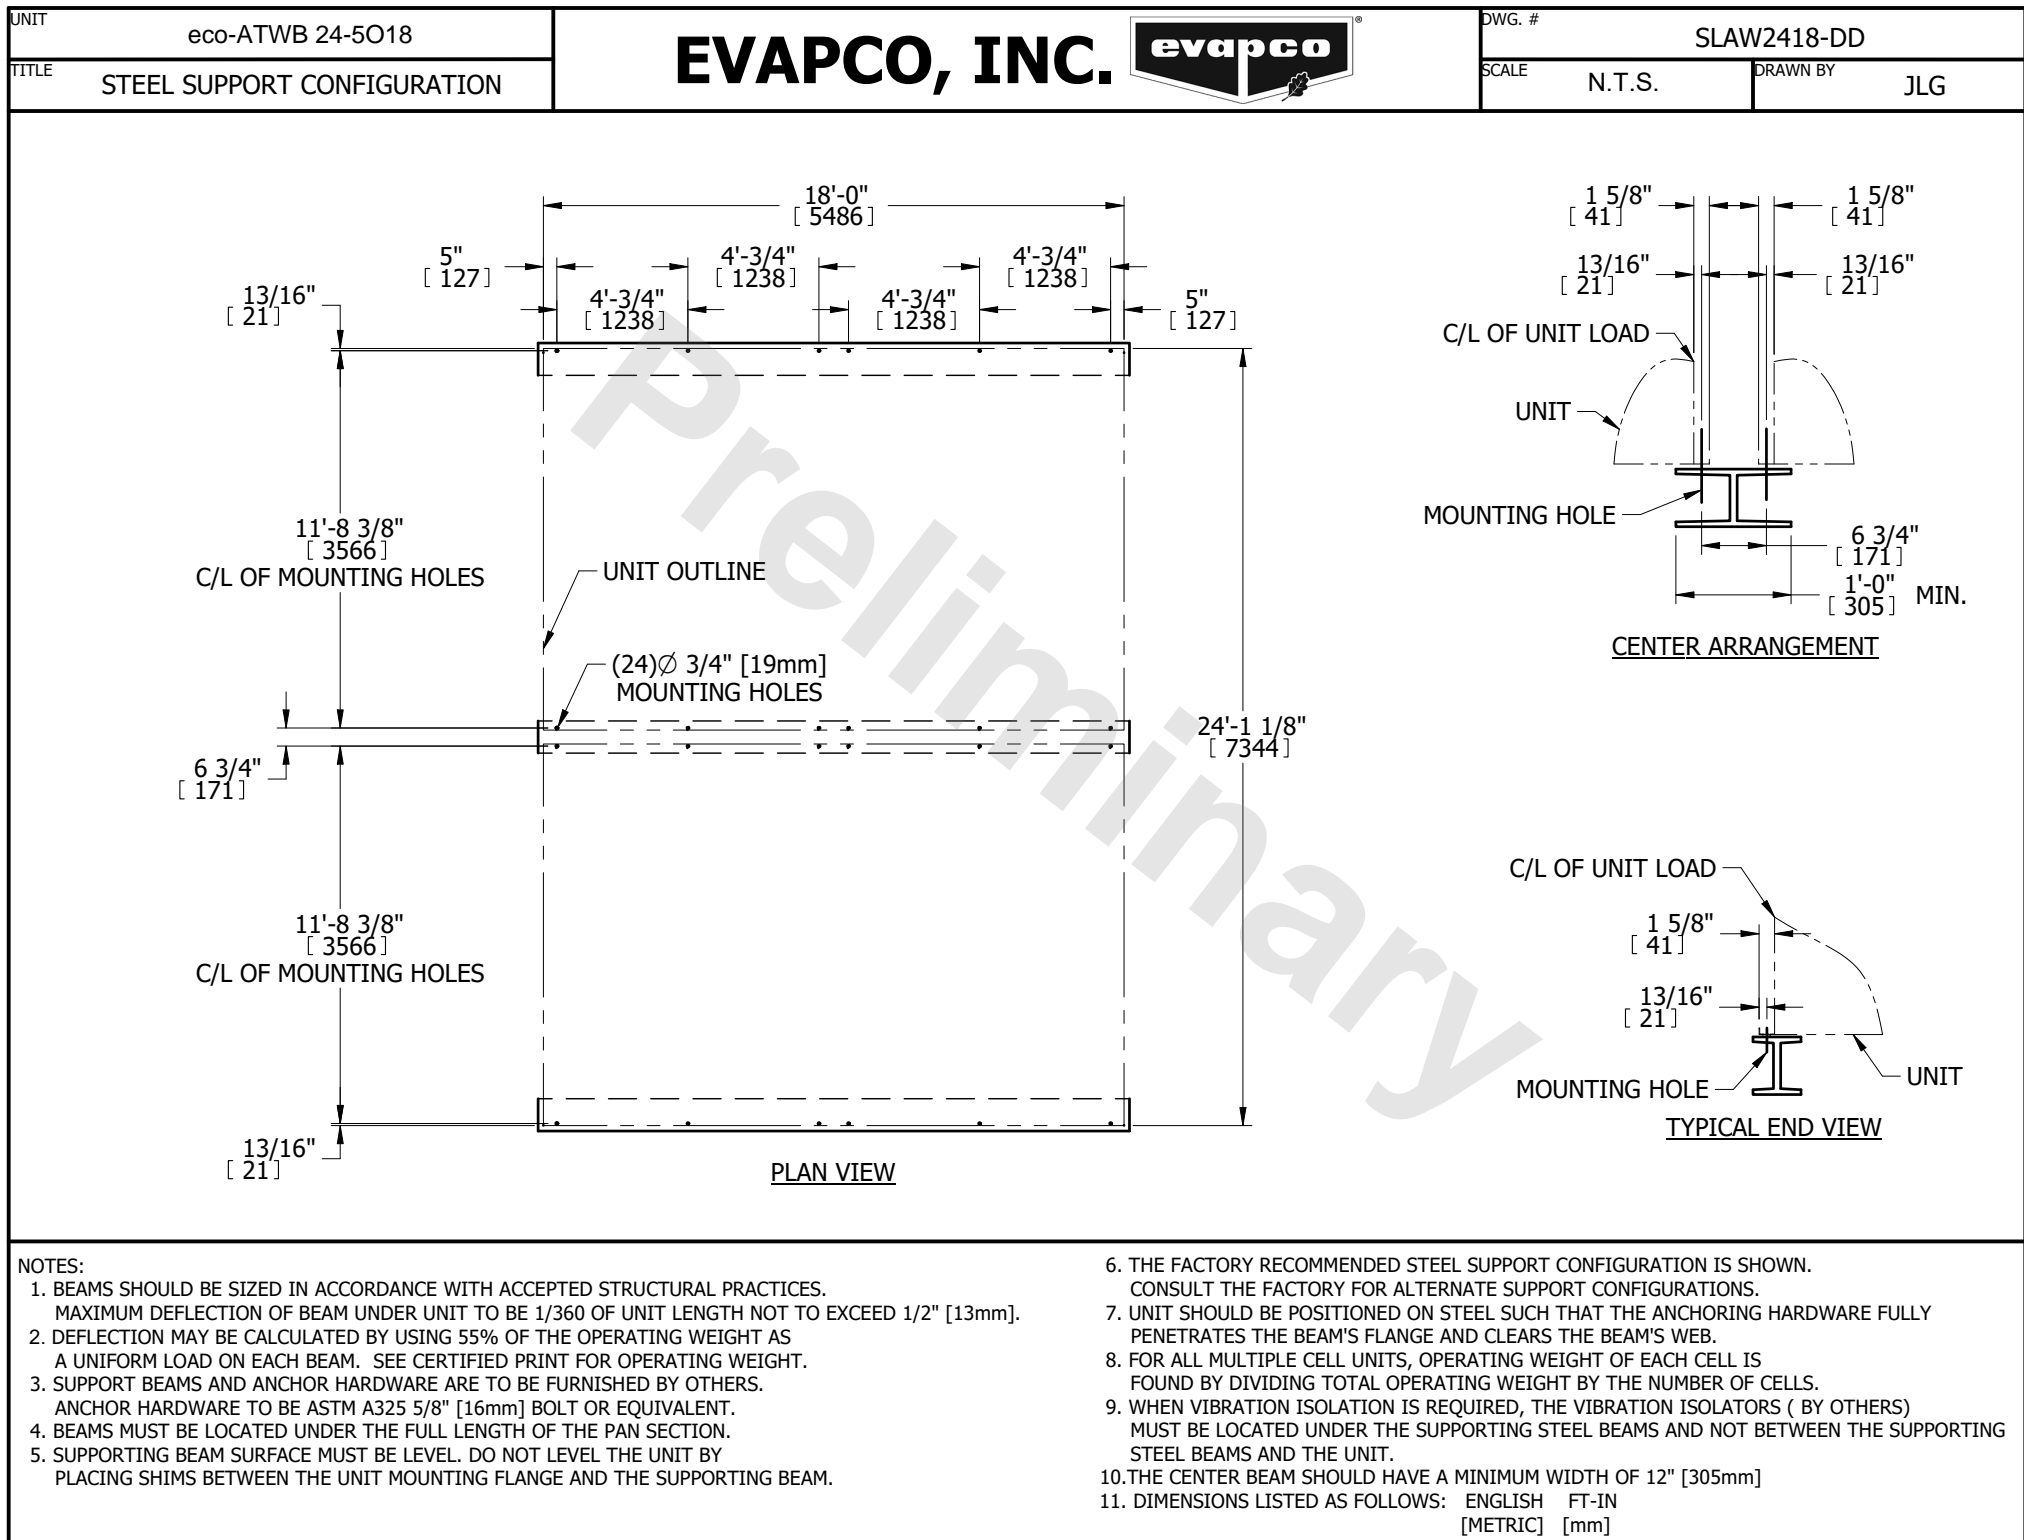 UNIT
eco-ATWB 24-5O18
TITLE
STEEL SUPPORT CONFIGURATION
EVAPCO, INC.
evapco
®
DWG. #
SLAW2418-DD
SCALE
N.T.S.
DRAWN BY
JLG
18'-0"
[ 5486 ]
5"
[ 127 ]
4'-3/4"
[ 1238 ]
4'-3/4"
[ 1238 ]
13/16"
[ 21 ]
4'-3/4"
[ 1238 ]
4'-3/4"
[ 1238 ]
5"
[ 127 ]
11'-8 3/8"
[ 3566 ]
C/L OF MOUNTING HOLES
UNIT OUTLINE
(24)∅ 3/4" [19mm]
MOUNTING HOLES
6 3/4"
[ 171 ]
24'-1 1/8"
[ 7344 ]
11'-8 3/8"
[ 3566 ]
C/L OF MOUNTING HOLES
13/16"
[ 21 ]
PLAN VIEW
Preliminary
1 5/8"
[ 41 ]
1 5/8"
[ 41 ]
13/16"
[ 21 ]
13/16"
[ 21 ]
C/L OF UNIT LOAD
UNIT
MOUNTING HOLE
6 3/4"
[ 171 ]
1'-0"
[ 305 ] MIN.
CENTER ARRANGEMENT
C/L OF UNIT LOAD
1 5/8"
[ 41 ]
13/16"
[ 21 ]
MOUNTING HOLE
UNIT
TYPICAL END VIEW
NOTES:
1. BEAMS SHOULD BE SIZED IN ACCORDANCE WITH ACCEPTED STRUCTURAL PRACTICES.
MAXIMUM DEFLECTION OF BEAM UNDER UNIT TO BE 1/360 OF UNIT LENGTH NOT TO EXCEED 1/2" [13mm].
2. DEFLECTION MAY BE CALCULATED BY USING 55% OF THE OPERATING WEIGHT AS
A UNIFORM LOAD ON EACH BEAM. SEE CERTIFIED PRINT FOR OPERATING WEIGHT.
3. SUPPORT BEAMS AND ANCHOR HARDWARE ARE TO BE FURNISHED BY OTHERS.
ANCHOR HARDWARE TO BE ASTM A325 5/8" [16mm] BOLT OR EQUIVALENT.
4. BEAMS MUST BE LOCATED UNDER THE FULL LENGTH OF THE PAN SECTION.
5. SUPPORTING BEAM SURFACE MUST BE LEVEL. DO NOT LEVEL THE UNIT BY
PLACING SHIMS BETWEEN THE UNIT MOUNTING FLANGE AND THE SUPPORTING BEAM.
6. THE FACTORY RECOMMENDED STEEL SUPPORT CONFIGURATION IS SHOWN.
CONSULT THE FACTORY FOR ALTERNATE SUPPORT CONFIGURATIONS.
7. UNIT SHOULD BE POSITIONED ON STEEL SUCH THAT THE ANCHORING HARDWARE FULLY
PENETRATES THE BEAM'S FLANGE AND CLEARS THE BEAM'S WEB.
8. FOR ALL MULTIPLE CELL UNITS, OPERATING WEIGHT OF EACH CELL IS
FOUND BY DIVIDING TOTAL OPERATING WEIGHT BY THE NUMBER OF CELLS.
9. WHEN VIBRATION ISOLATION IS REQUIRED, THE VIBRATION ISOLATORS ( BY OTHERS)
MUST BE LOCATED UNDER THE SUPPORTING STEEL BEAMS AND NOT BETWEEN THE SUPPORTING
STEEL BEAMS AND THE UNIT.
10.THE CENTER BEAM SHOULD HAVE A MINIMUM WIDTH OF 12" [305mm]
11. DIMENSIONS LISTED AS FOLLOWS: ENGLISH FT-IN
[METRIC] [mm]